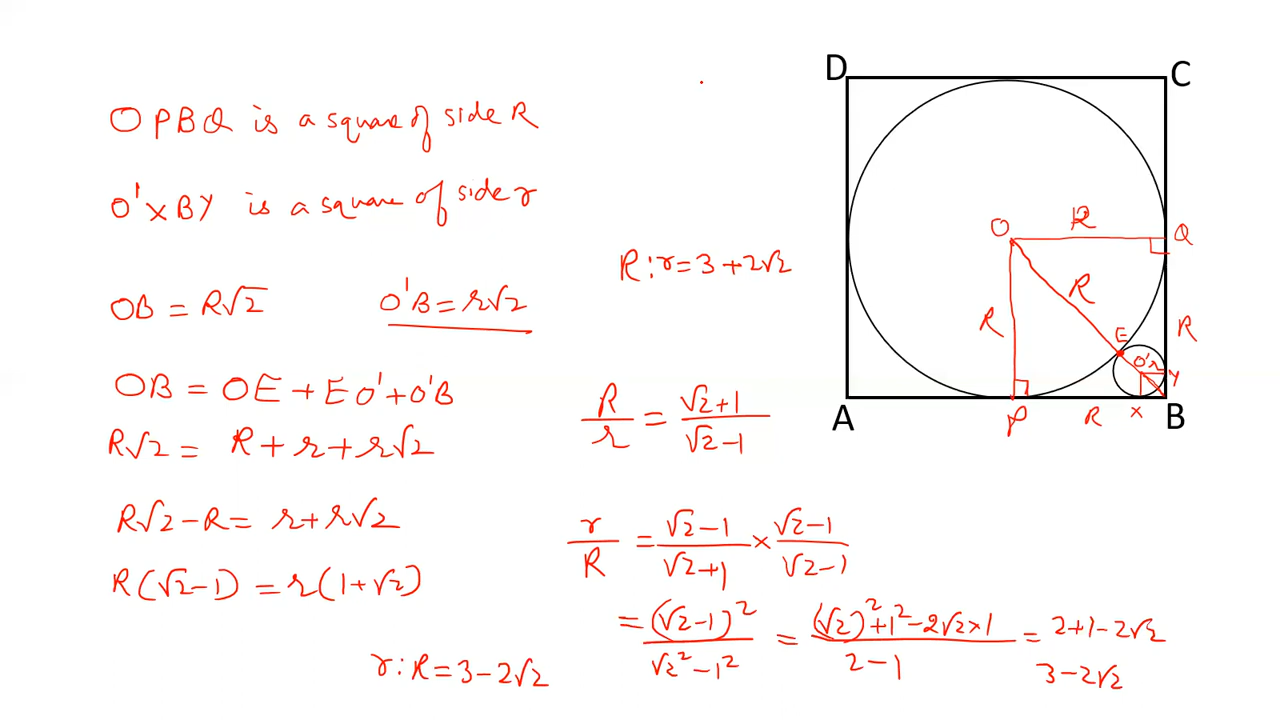 OPBQ is a square of side R
O'XBY is a square of side r
OB = R√2
O'B = r√2
OB = OE + EO' + O'B
R√2 = R + r + r√2
R√2 - R = r + r√2
R(√2-1) = r(1+√2)
r : R = 3 - 2√2
R : r = 3 + 2√2
R/r = (√2+1)/(√2-1)
r/R = (√2-1)/(√2+1) × (√2-1)/(√2-1)
= (√2-1)²/(√2²-1²) = ((√2)²+1²-2√2×1)/(2-1) = 2+1-2√2
3-2√2
D
C
O
R
Q
R
R
R
E
O'
r
Y
A
P
R
X
B